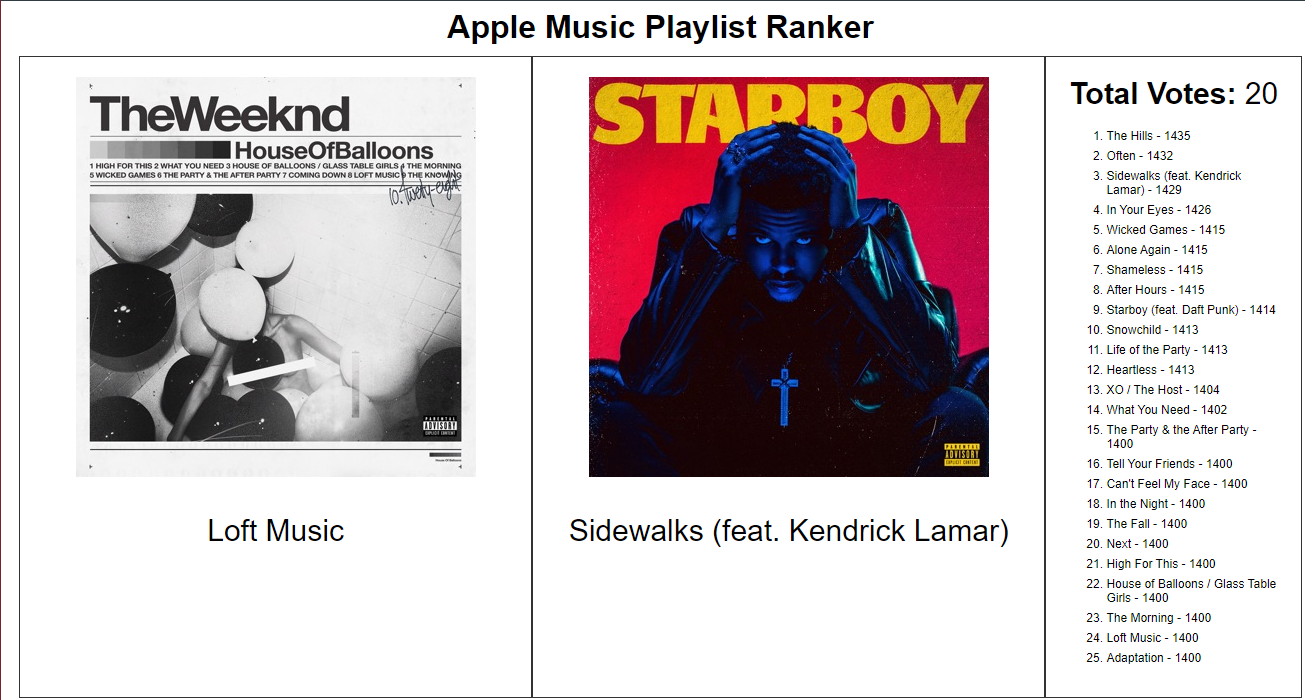 Apple Music Playlist Ranker
TheWeeknd
HouseOfBalloons
1 HIGH FOR THIS 2 WHAT YOU NEED 3 HOUSE OF BALLOONS / GLASS TABLE GIRLS 4 THE MORNING
5 WICKED GAMES 6 THE PARTY & THE AFTER PARTY 7 COMING DOWN 8 LOFT MUSIC 9 THE KNOWING
10. Twenty-eight
PARENTAL
ADVISORY
EXPLICIT CONTENT
House Of Balloons
Loft Music
STARBOY
PARENTAL
ADVISORY
EXPLICIT CONTENT
Sidewalks (feat. Kendrick Lamar)
Total Votes: 20
1. The Hills - 1435
2. Often - 1432
3. Sidewalks (feat. Kendrick
Lamar) - 1429
4. In Your Eyes - 1426
5. Wicked Games - 1415
6. Alone Again - 1415
7. Shameless - 1415
8. After Hours - 1415
9. Starboy (feat. Daft Punk) - 1414
10. Snowchild - 1413
11. Life of the Party - 1413
12. Heartless - 1413
13. XO / The Host - 1404
14. What You Need - 1402
15. The Party & the After Party -
1400
16. Tell Your Friends - 1400
17. Can't Feel My Face - 1400
18. In the Night - 1400
19. The Fall - 1400
20. Next - 1400
21. High For This - 1400
22. House of Balloons / Glass Table
Girls - 1400
23. The Morning - 1400
24. Loft Music - 1400
25. Adaptation - 1400